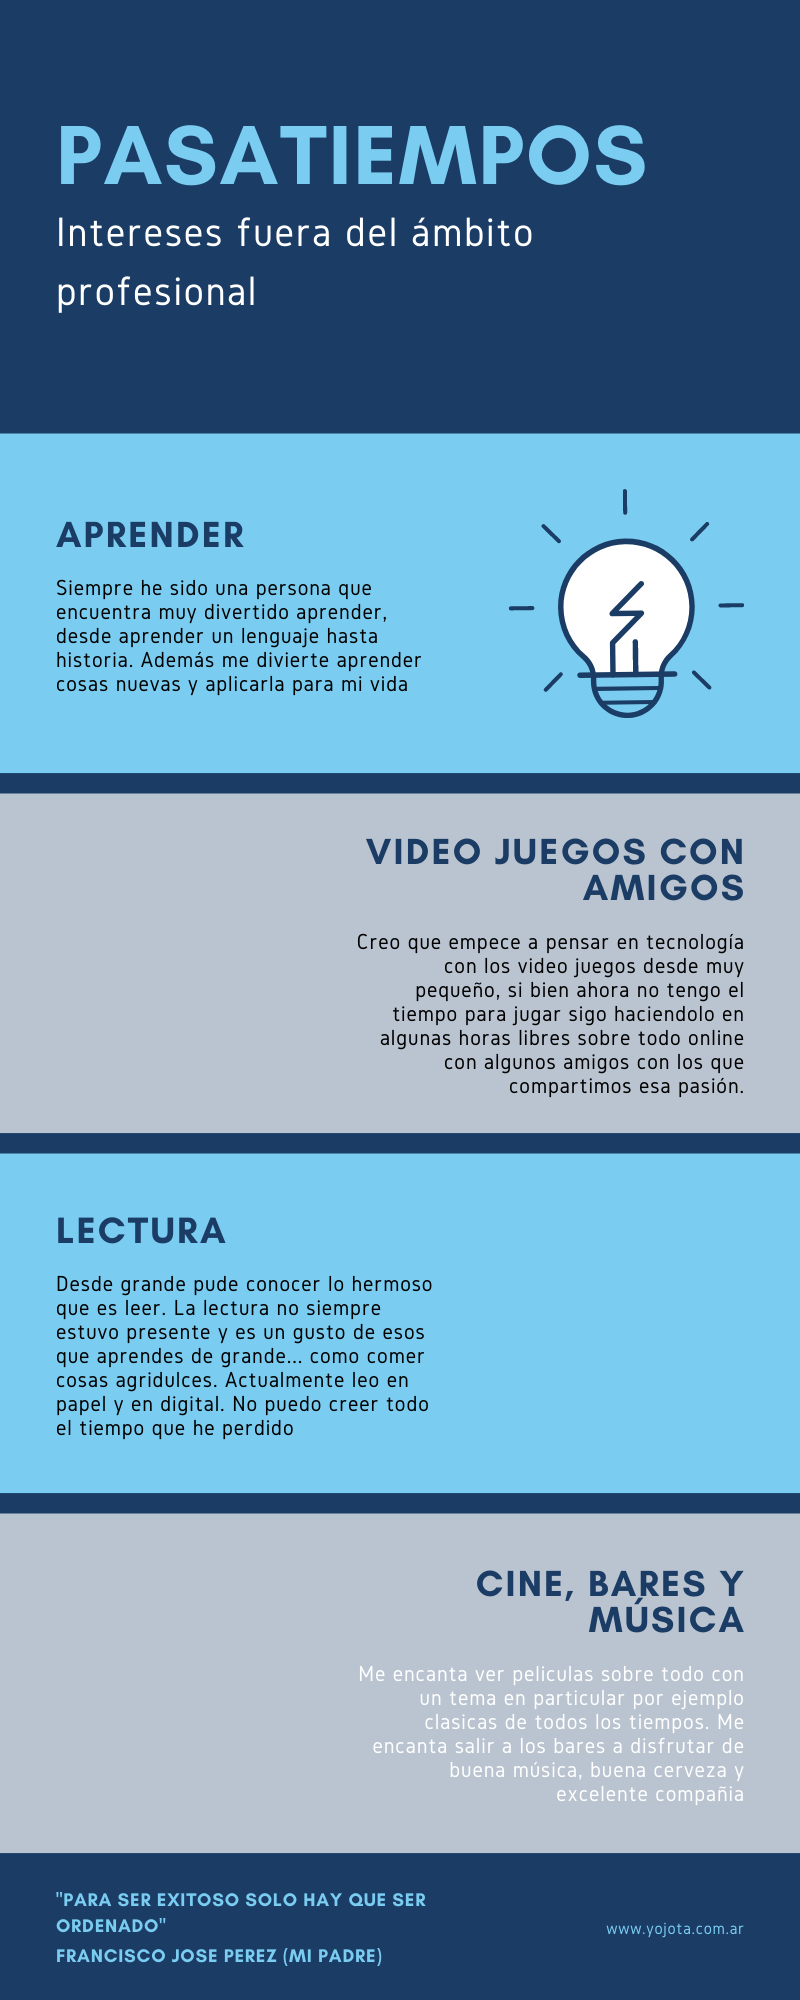 PASATIEMPOS
Intereses fuera del ámbito
profesional
APRENDER
Siempre he sido una persona que
encuentra muy divertido aprender,
desde aprender un lenguaje hasta
historia. Además me divierte aprender
cosas nuevas y aplicarla para mi vida
VIDEO JUEGOS CON
AMIGOS
Creo que empece a pensar en tecnología
con los video juegos desde muy
pequeño, si bien ahora no tengo el
tiempo para jugar sigo haciendolo en
algunas horas libres sobre todo online
con algunos amigos con los que
compartimos esa pasión.
LECTURA
Desde grande pude conocer lo hermoso
que es leer. La lectura no siempre
estuvo presente y es un gusto de esos
que aprendes de grande... como comer
cosas agridulces. Actualmente leo en
papel y en digital. No puedo creer todo
el tiempo que he perdido
CINE, BARES Y
MÚSICA
Me encanta ver peliculas sobre todo con
un tema en particular por ejemplo
clasicas de todos los tiempos. Me
encanta salir a los bares a disfrutar de
buena música, buena cerveza y
excelente compañia
"PARA SER EXITOSO SOLO HAY QUE SER
ORDENADO"
FRANCISCO JOSE PEREZ (MI PADRE)
www.yojota.com.ar